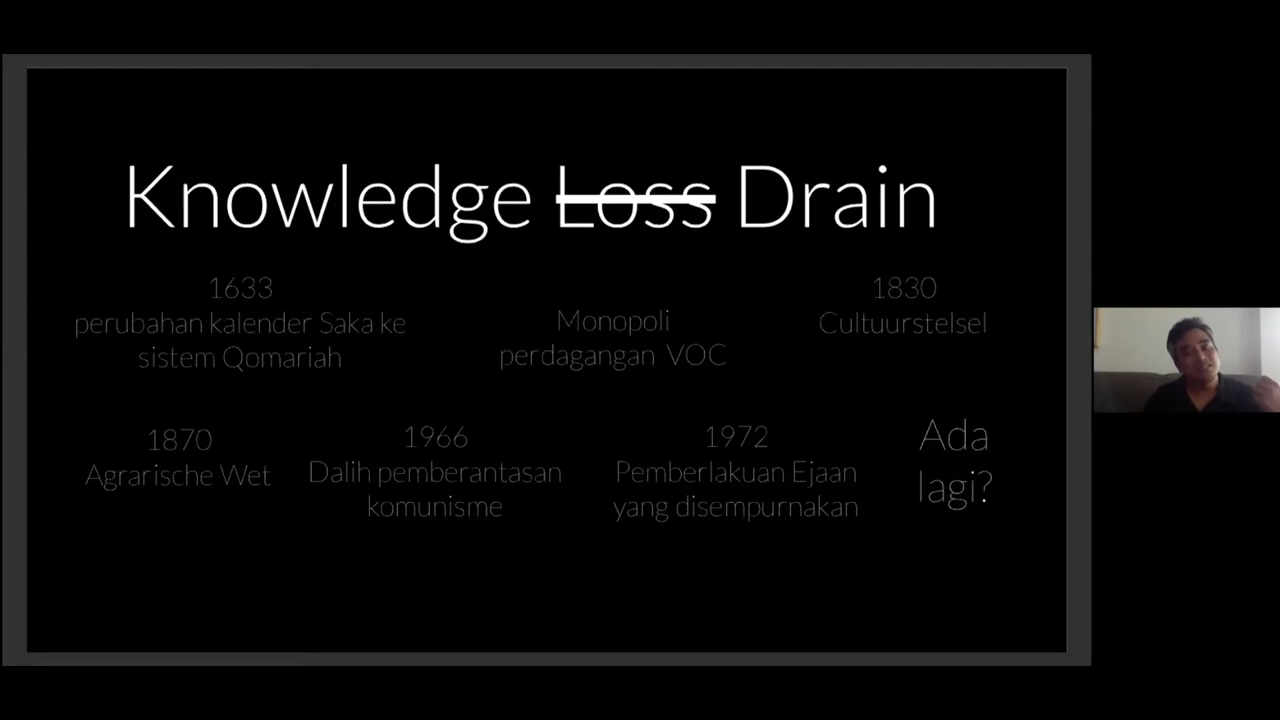 Knowledge Loss Drain
1633
perubahan kalender Saka ke
sistem Qomariah
Monopoli
perdagangan VOC
1830
Cultuurstelsel
1870
Agrarische Wet
1966
Dalih pemberantasan
komunisme
1972
Pemberlakuan Ejaan
yang disempurnakan
Ada
lagi?